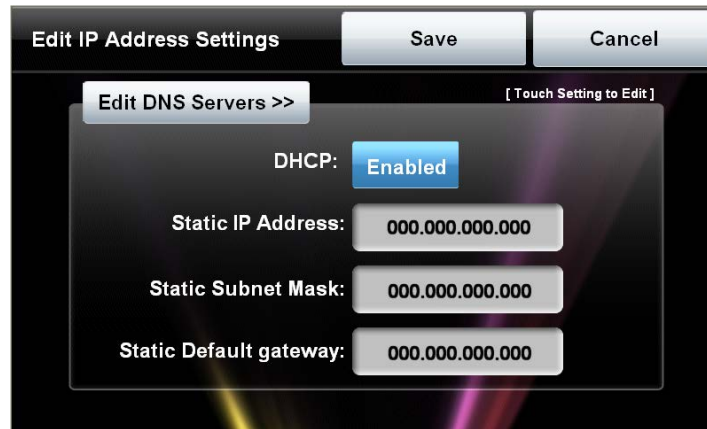 Edit IP Address Settings Save Cancel
Edit DNS Servers >> [ Touch Setting to Edit ]
DHCP: Enabled
Static IP Address: 000.000.000.000
Static Subnet Mask: 000.000.000.000
Static Default gateway: 000.000.000.000